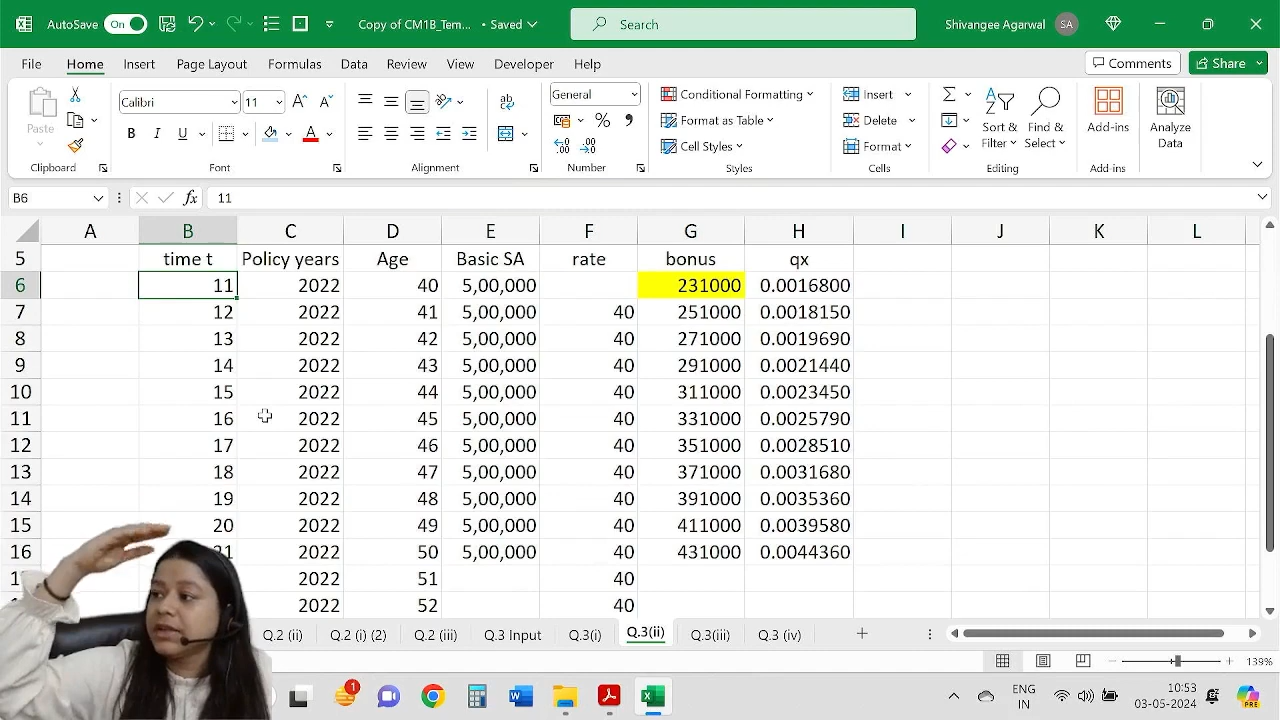 AutoSave On Copy of CM1B_Tem... • Saved Search Shivangee Agarwal SA
File Home Insert Page Layout Formulas Data Review View Developer Help Comments Share
Paste Calibri 11 General Conditional Formatting Insert Sort & Find & Add-ins Analyze
B I U A A A Format as Table Delete Filter Select Data
Cell Styles Format
Clipboard Font Alignment Number Styles Cells Editing Add-ins
B6 fx 11
A B C D E F G H I J K L
5 time t Policy years Age Basic SA rate bonus qx
6 11 2022 40 5,00,000 231000 0.0016800
7 12 2022 41 5,00,000 40 251000 0.0018150
8 13 2022 42 5,00,000 40 271000 0.0019690
9 14 2022 43 5,00,000 40 291000 0.0021440
10 15 2022 44 5,00,000 40 311000 0.0023450
11 16 2022 45 5,00,000 40 331000 0.0025790
12 17 2022 46 5,00,000 40 351000 0.0028510
13 18 2022 47 5,00,000 40 371000 0.0031680
14 19 2022 48 5,00,000 40 391000 0.0035360
15 20 2022 49 5,00,000 40 411000 0.0039580
16 21 2022 50 5,00,000 40 431000 0.0044360
2022 51 40
2022 52 40
Q.2 (ii) Q.2 (i) (2) Q.2 (iii) Q.3 Input Q.3(i) Q.3(ii) Q.3(iii) Q.3 (iv)
133%
1 ENG 10:53
IN 03-05-2024 PRE